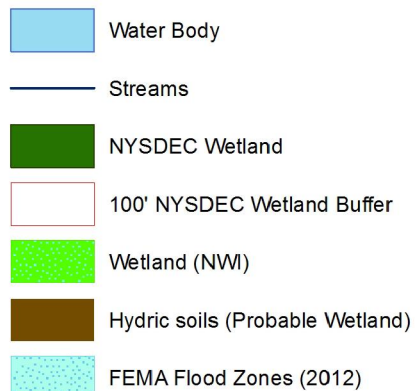 Water Body
Streams
NYSDEC Wetland
100' NYSDEC Wetland Buffer
Wetland (NWI)
Hydric soils (Probable Wetland)
FEMA Flood Zones (2012)